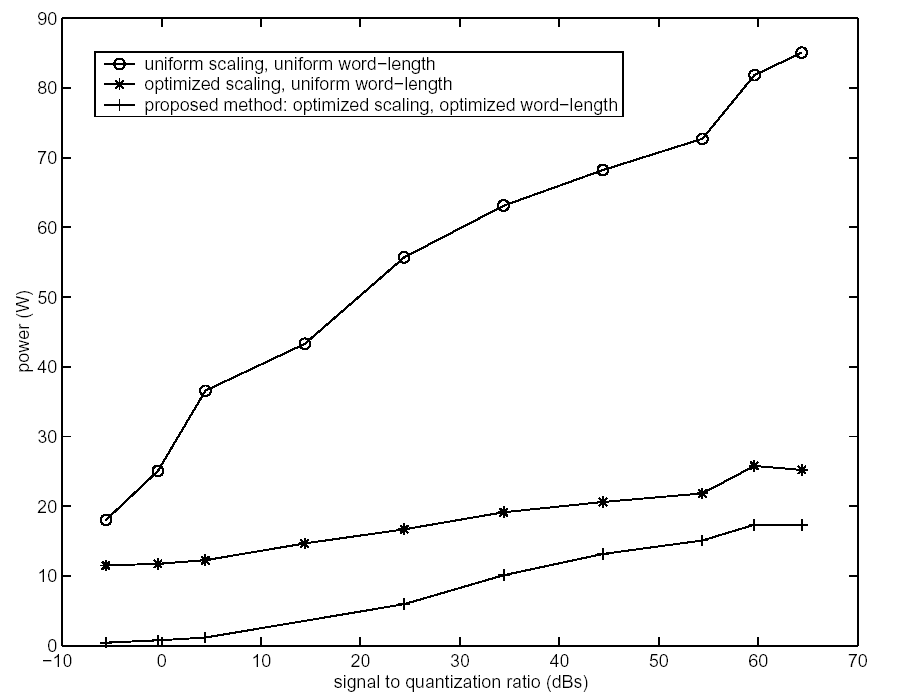 90
80
70
60
50
40
30
20
10
0
uniform scaling, uniform word−length
optimized scaling, uniform word−length
proposed method: optimized scaling, optimized word−length
power (W)
−10 0 10 20 30 40 50 60 70
signal to quantization ratio (dBs)